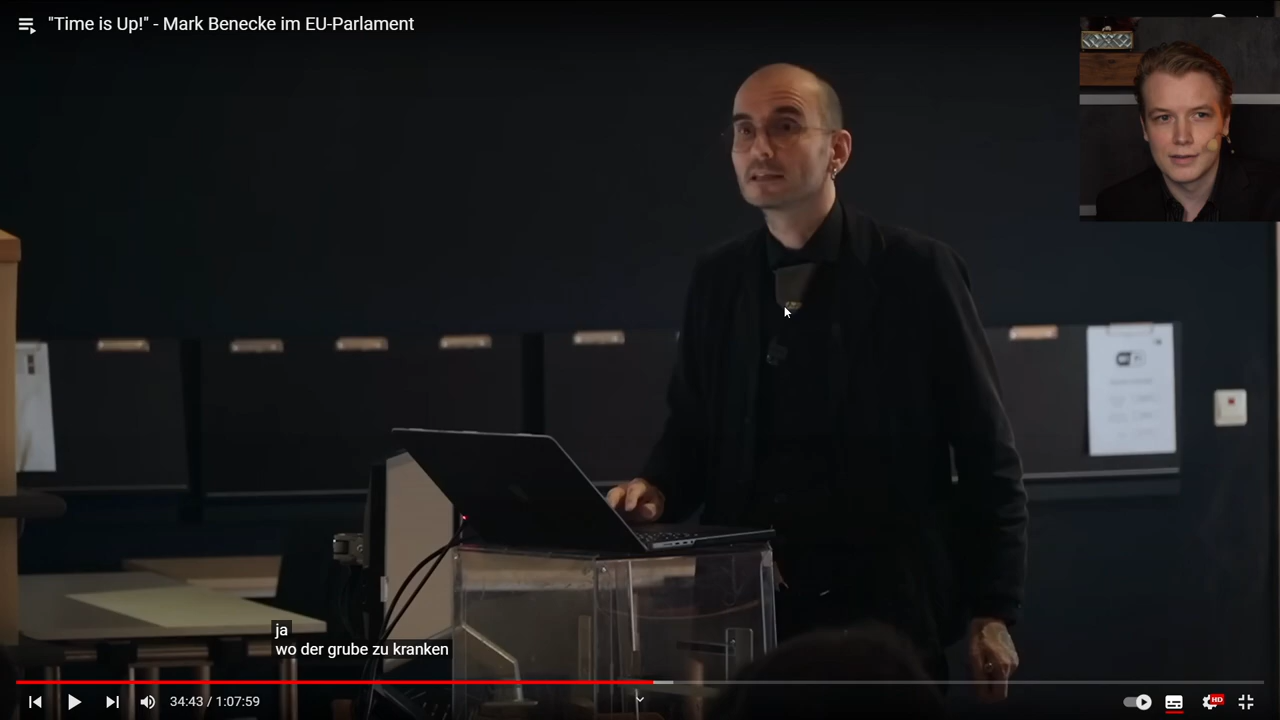 "Time is Up!" - Mark Benecke im EU-Parlament
ja
wo der grube zu kranken
34:43 / 1:07:59
HD